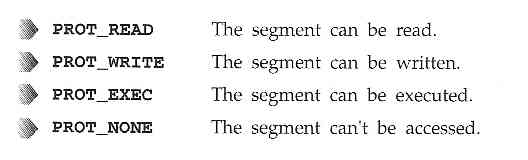 PROT_READ The segment can be read.
PROT_WRITE The segment can be written.
PROT_EXEC The segment can be executed.
PROT_NONE The segment can't be accessed.